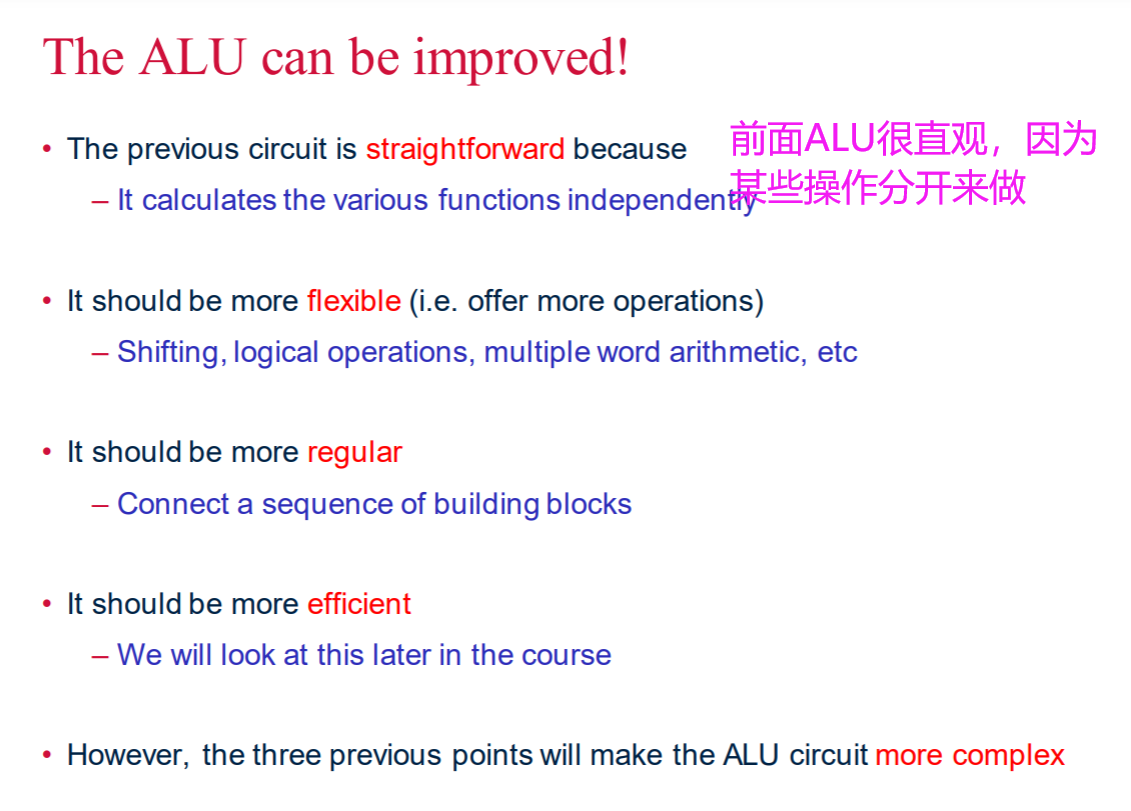 The ALU can be improved!
• The previous circuit is straightforward because
– It calculates the various functions independently
前面ALU很直观，因为
某些操作分开来做
• It should be more flexible (i.e. offer more operations)
– Shifting, logical operations, multiple word arithmetic, etc
• It should be more regular
– Connect a sequence of building blocks
• It should be more efficient
– We will look at this later in the course
• However, the three previous points will make the ALU circuit more complex